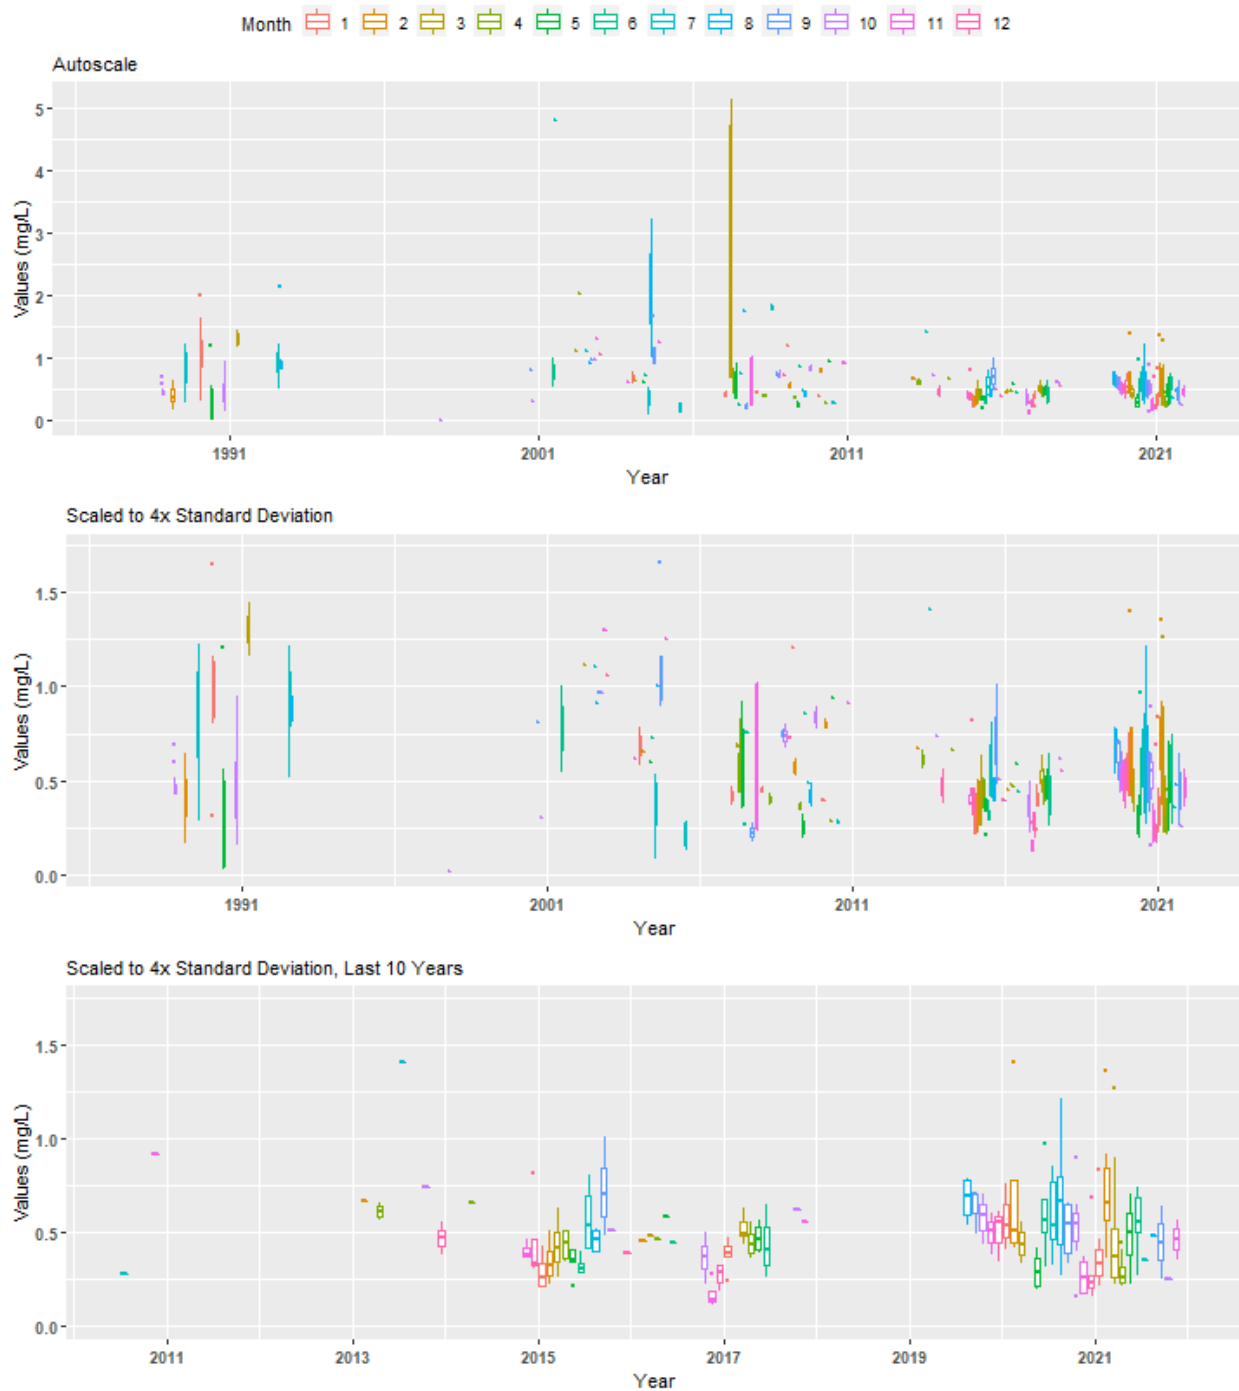 Month 1 2 3 4 5 6 7 8 9 10 11 12
Autoscale
Values (mg/L)
5
4
3
2
1
0
1991 2001 2011 2021
Year
Scaled to 4x Standard Deviation
Values (mg/L)
1.5
1.0
0.5
0.0
1991 2001 2011 2021
Year
Scaled to 4x Standard Deviation, Last 10 Years
Values (mg/L)
1.5
1.0
0.5
0.0
2011 2013 2015 2017 2019 2021
Year